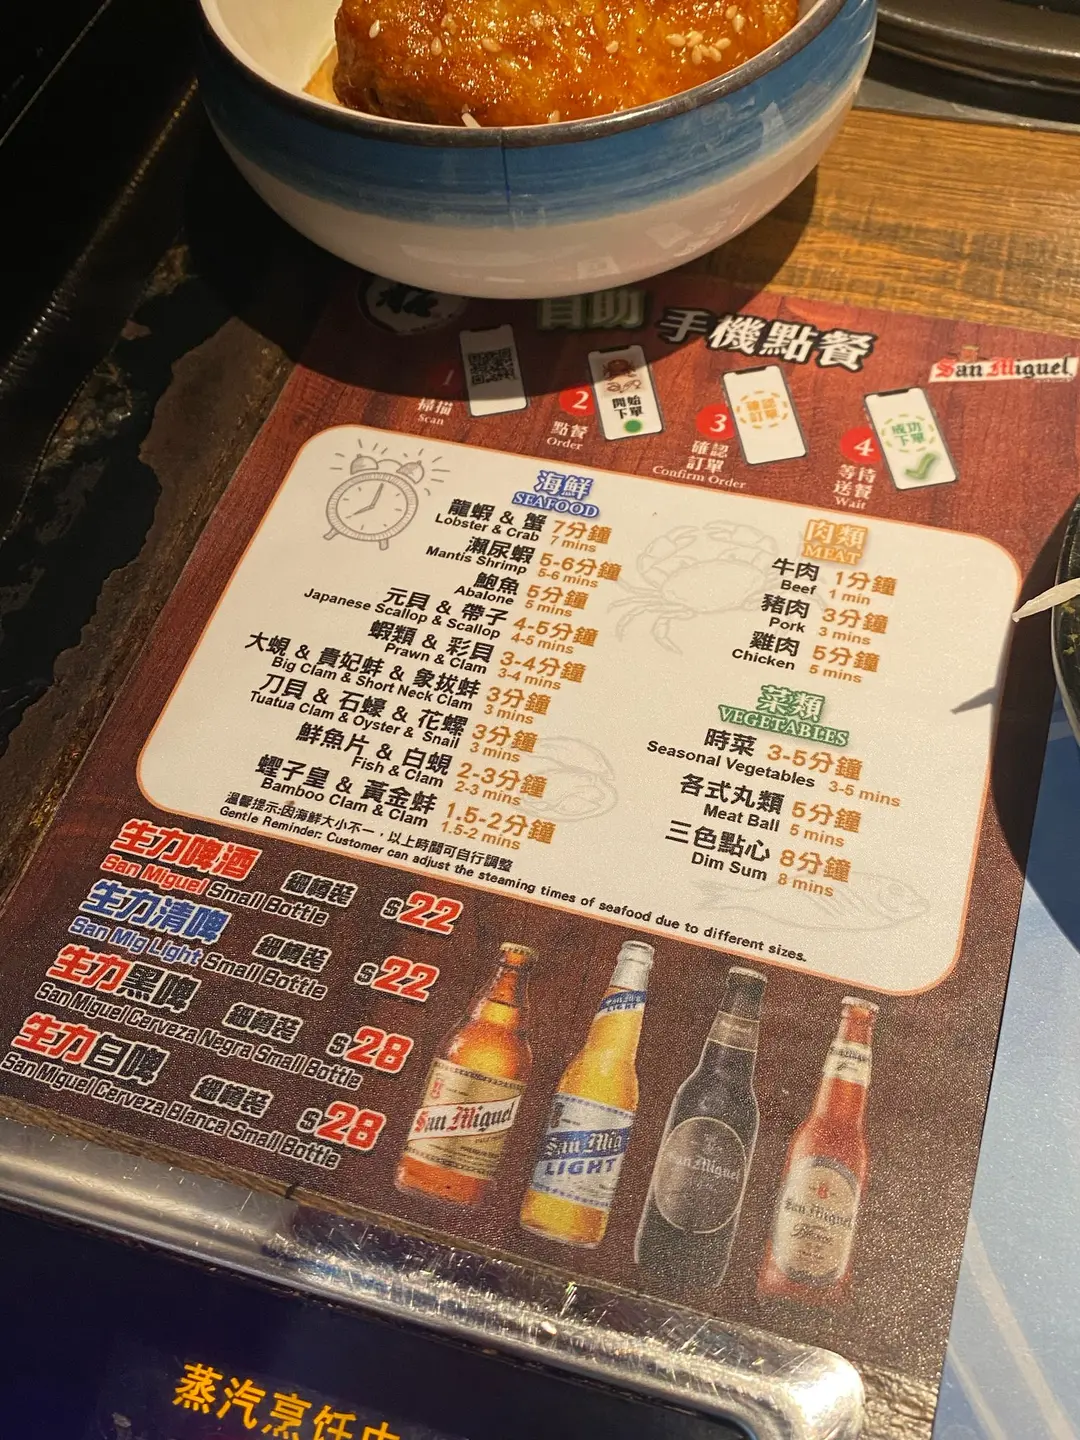 自助 手機點餐
San Miguel
1
掃描
Scan
2
點餐
Order
開始
下單
3
確認
訂單
Confirm Order
確認
訂單
4
等待
送餐
Wait
成功
下單
海鮮
SEAFOOD
龍蝦 & 蟹 7分鐘
Lobster & Crab 7 mins
瀨尿蝦 5-6分鐘
Mantis Shrimp 5-6 mins
鮑魚 5分鐘
Abalone 5 mins
元貝 & 帶子 4-5分鐘
Japanese Scallop & Scallop 4-5 mins
蝦類 & 彩貝 3-4分鐘
Prawn & Clam 3-4 mins
大蜆 & 貴妃蚌 & 象拔蚌 3分鐘
Big Clam & Short Neck Clam 3 mins
刀貝 & 石蠔 & 花螺 3分鐘
Tuatua Clam & Oyster & Snail 3 mins
鮮魚片 & 白蜆 2-3分鐘
Fish & Clam 2-3 mins
蟶子皇 & 黃金蚌 1.5-2分鐘
Bamboo Clam & Clam 1.5-2 mins
溫馨提示:因海鮮大小不一，以上時間可自行調整
Gentle Reminder: Customer can adjust the steaming times of seafood due to different sizes.
肉類
MEAT
牛肉 1分鐘
Beef 1 min
豬肉 3分鐘
Pork 3 mins
雞肉 5分鐘
Chicken 5 mins
菜類
VEGETABLES
時菜 3-5分鐘
Seasonal Vegetables 3-5 mins
各式丸類 5分鐘
Meat Ball 5 mins
三色點心 8分鐘
Dim Sum 8 mins
生力啤酒 細樽裝 $22
San Miguel Small Bottle
生力清啤 細樽裝 $22
San Mig Light Small Bottle
生力黑啤 細樽裝 $28
San Miguel Cerveza Negra Small Bottle
生力白啤 細樽裝 $28
San Miguel Cerveza Blanca Small Bottle
San Miguel
San Mig
LIGHT
San Miguel
San Miguel
蒸汽烹饪